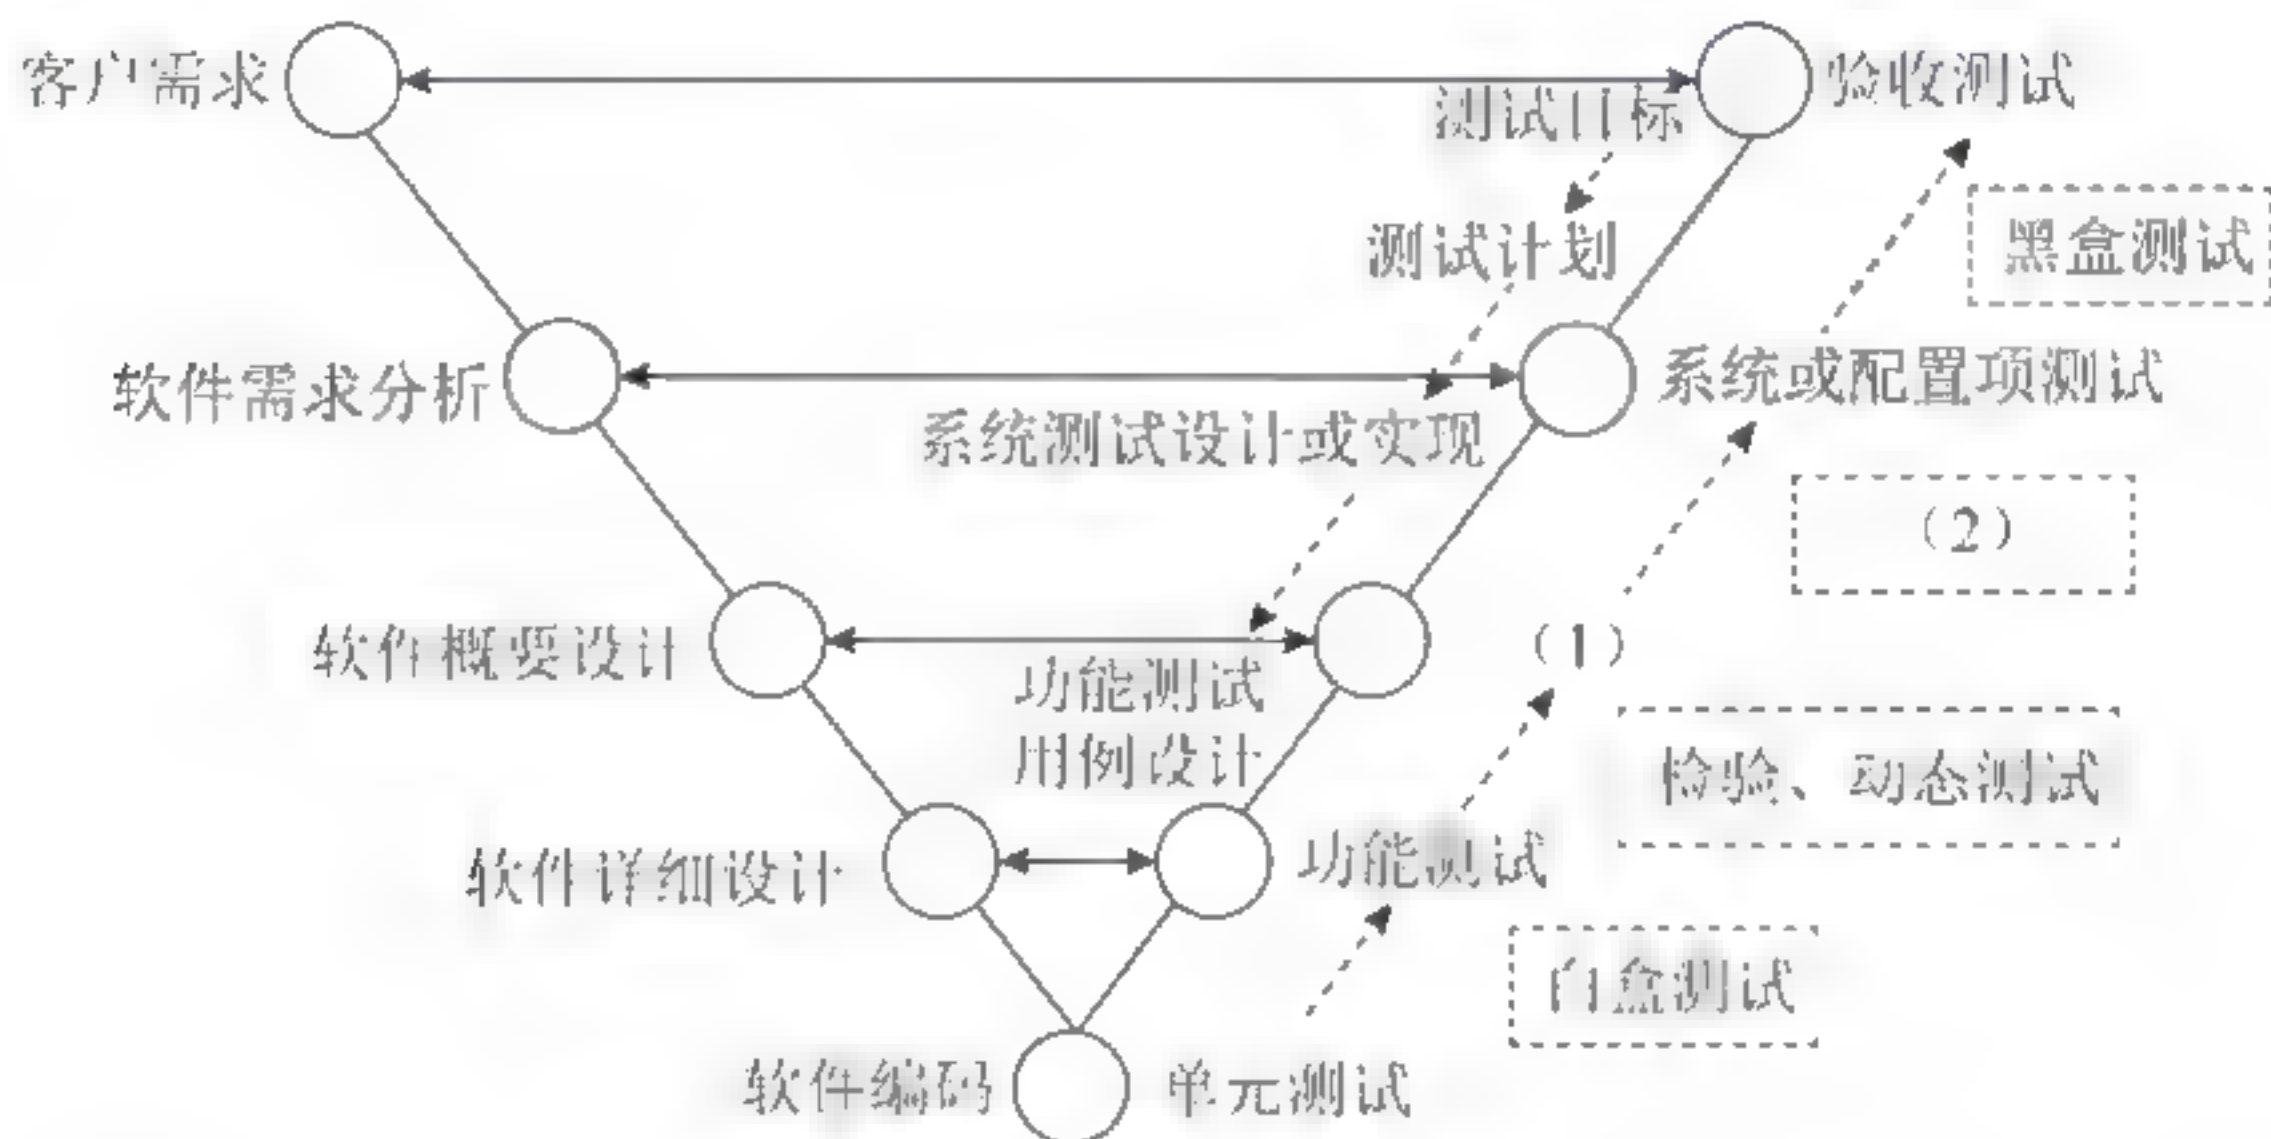 客户需求
验收测试
测试目标
黑盒测试
测试计划
软件需求分析
系统或配置项测试
系统测试设计或实现
(2)
软件概要设计
(1)
功能测试
用例设计
检验、动态测试
软件详细设计
功能测试
白盒测试
软件编码
单元测试